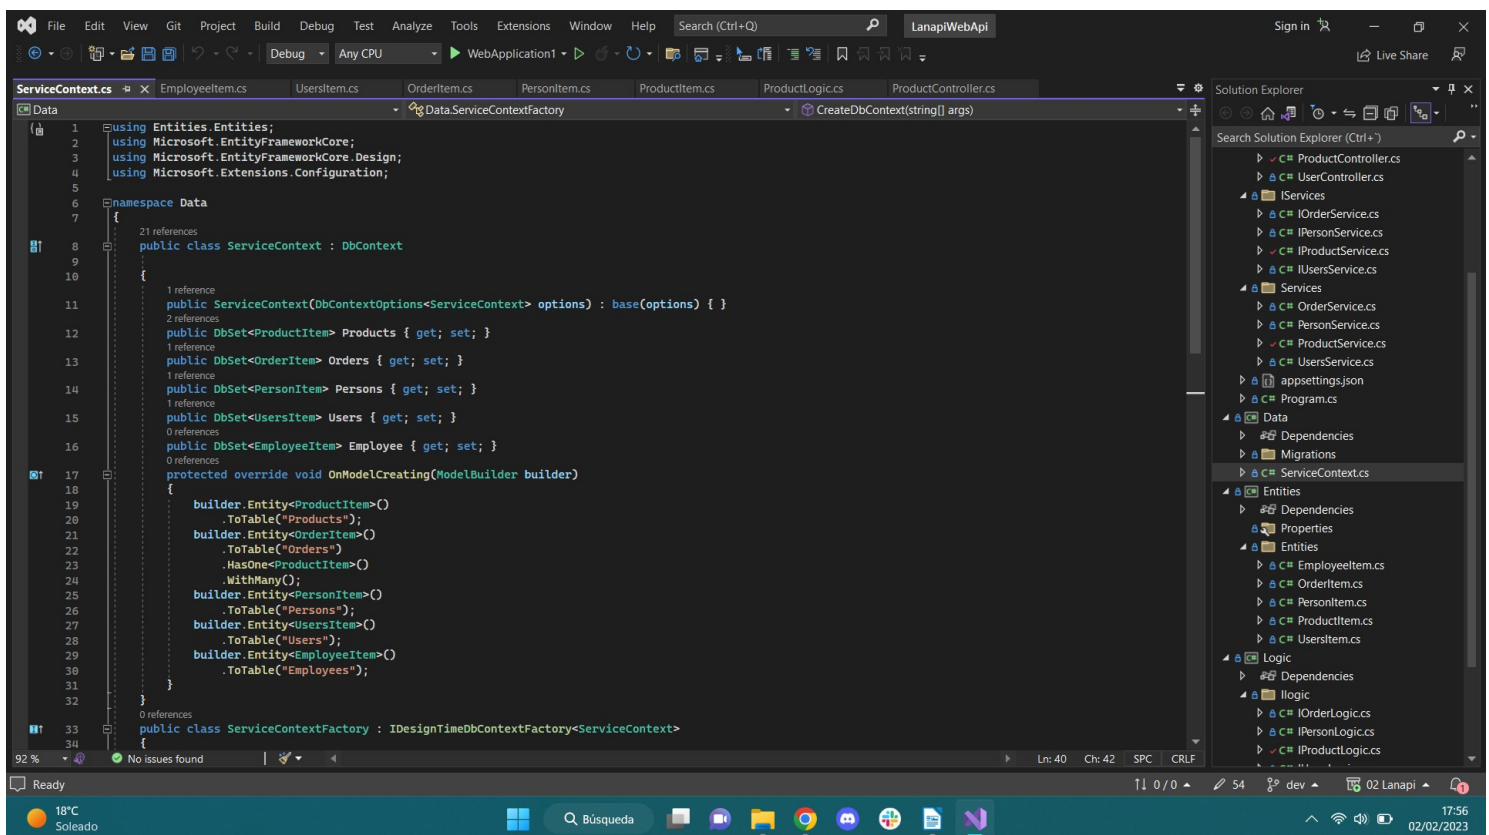 File Edit View Git Project Build Debug Test Analyze Tools Extensions Window Help Search (Ctrl+Q) LanapiWebApi Sign in
Debug Any CPU WebApplication1 Live Share
ServiceContext.cs EmployeeItem.cs UsersItem.cs OrderItem.cs PersonItem.cs ProductItem.cs ProductLogic.cs ProductController.cs
Data Data.ServiceContextFactory CreateDbContext(string[] args)
1 using Entities.Entities;
2 using Microsoft.EntityFrameworkCore;
3 using Microsoft.EntityFrameworkCore.Design;
4 using Microsoft.Extensions.Configuration;
5
6 namespace Data
7 {
21 references
8 public class ServiceContext : DbContext
9
10 {
1 reference
11 public ServiceContext(DbContextOptions<ServiceContext> options) : base(options) { }
2 references
12 public DbSet<ProductItem> Products { get; set; }
1 reference
13 public DbSet<OrderItem> Orders { get; set; }
1 reference
14 public DbSet<PersonItem> Persons { get; set; }
1 reference
15 public DbSet<UsersItem> Users { get; set; }
0 references
16 public DbSet<EmployeeItem> Employee { get; set; }
0 references
17 protected override void OnModelCreating(ModelBuilder builder)
18 {
19 builder.Entity<ProductItem>()
20 .ToTable("Products");
21 builder.Entity<OrderItem>()
22 .ToTable("Orders")
23 .HasOne<ProductItem>()
24 .WithMany();
25 builder.Entity<PersonItem>()
26 .ToTable("Persons");
27 builder.Entity<UsersItem>()
28 .ToTable("Users");
29 builder.Entity<EmployeeItem>()
30 .ToTable("Employees");
31 }
32 }
0 references
33 public class ServiceContextFactory : IDesignTimeDbContextFactory<ServiceContext>
34 {
92 % No issues found Ln: 40 Ch: 42 SPC CRLF
Solution Explorer
Search Solution Explorer (Ctrl+`)
C# ProductController.cs
C# UserController.cs
IServices
C# IOrderService.cs
C# IPersonService.cs
C# IProductService.cs
C# IUsersService.cs
Services
C# OrderService.cs
C# PersonService.cs
C# ProductService.cs
C# UsersService.cs
appsettings.json
C# Program.cs
C# Data
Dependencies
Migrations
C# ServiceContext.cs
C# Entities
Dependencies
Properties
Entities
C# EmployeeItem.cs
C# OrderItem.cs
C# PersonItem.cs
C# ProductItem.cs
C# UsersItem.cs
C# Logic
Dependencies
Ilogic
C# IOrderLogic.cs
C# IPersonLogic.cs
C# IProductLogic.cs
Ready 0 / 0 54 dev 02 Lanapi 1
18°C
Soleado
Búsqueda
17:56
02/02/2023